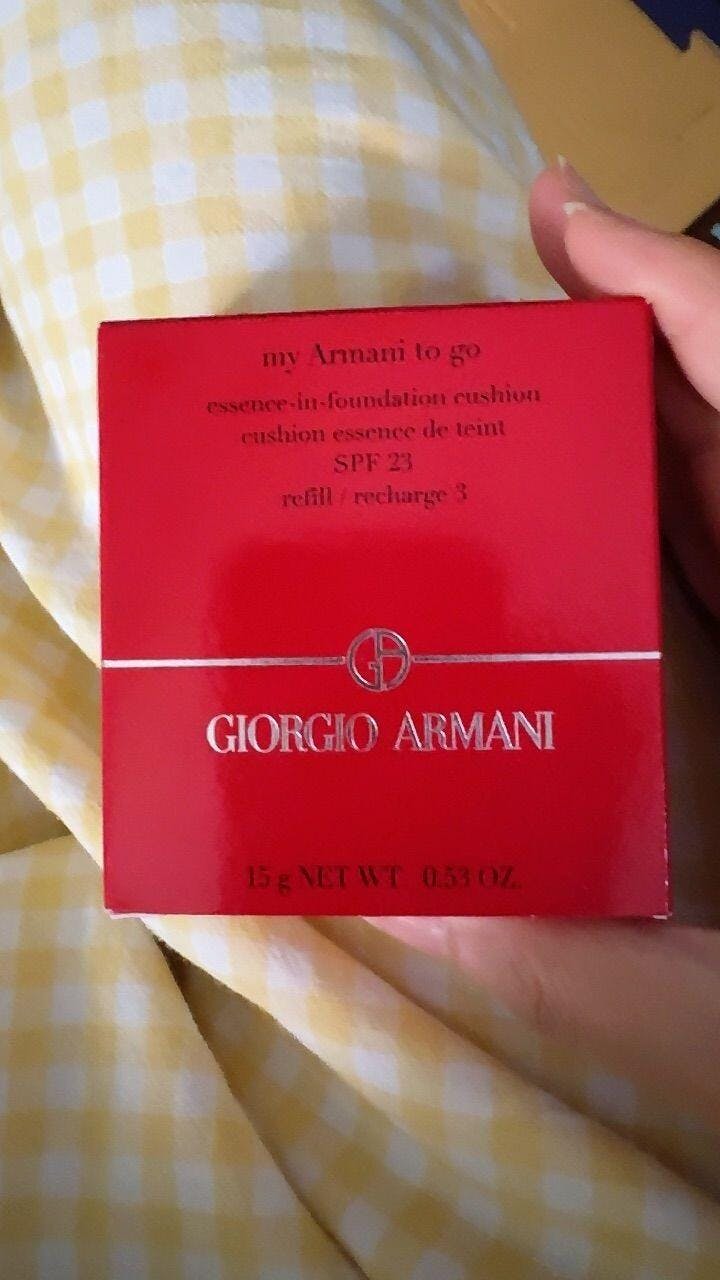 my Armani to go
essence-in-foundation cushion
cushion essence de teint
SPF 23
refill / recharge 3
GA
GIORGIO ARMANI
15 g NET WT 0.53 OZ.